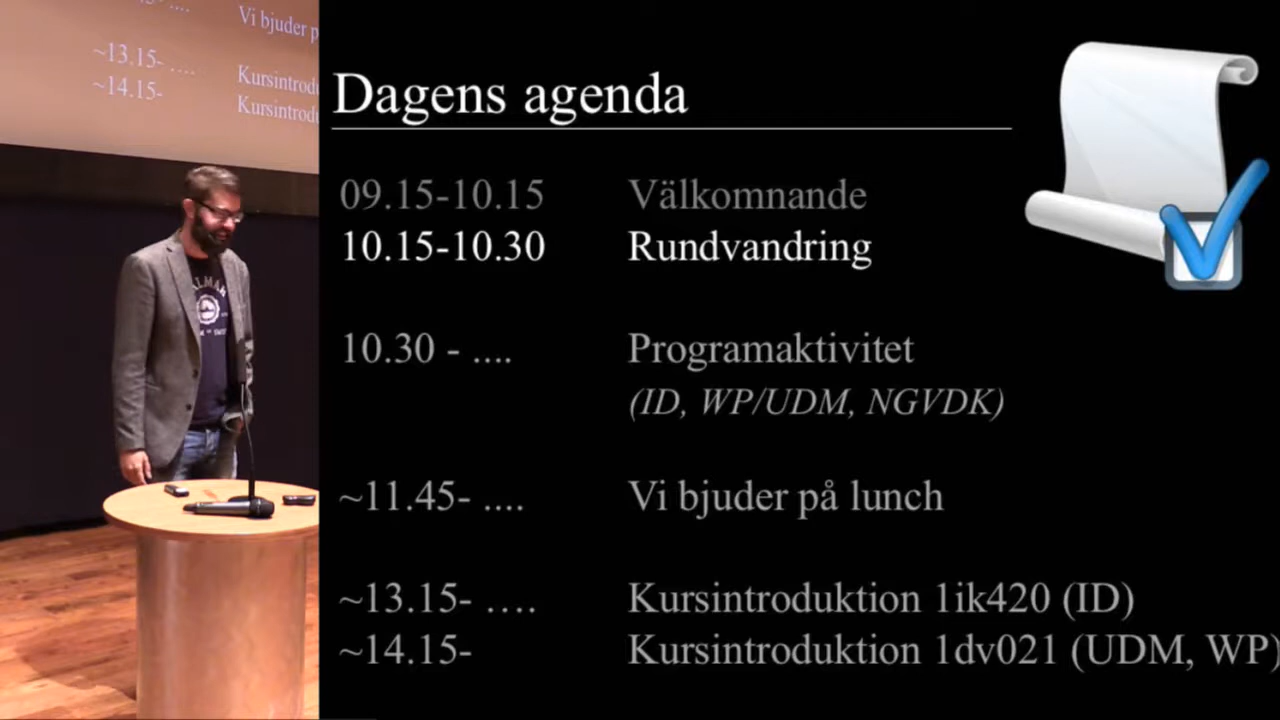 Vi bjuder p
~13.15- ....
Kursintrod
~14.15-
Kursintrod
Dagens agenda
09.15-10.15 Välkomnande
10.15-10.30 Rundvandring
10.30 - .... Programaktivitet
(ID, WP/UDM, NGVDK)
~11.45- .... Vi bjuder på lunch
~13.15- .... Kursintroduktion 1ik420 (ID)
~14.15- Kursintroduktion 1dv021 (UDM, WP)